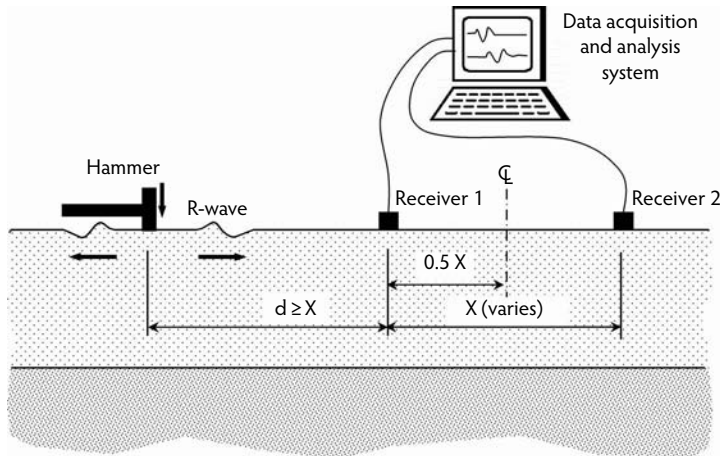 Data acquisition
and analysis
system
Hammer
R-wave
Receiver 1
℄
Receiver 2
0.5 X
d ≥ X
X (varies)